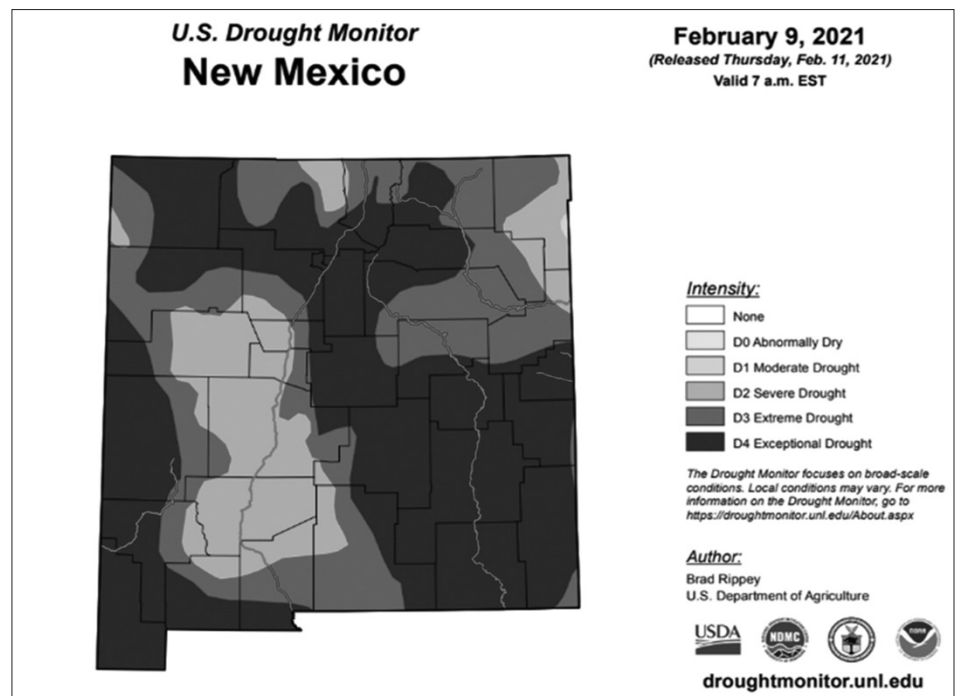 U.S. Drought Monitor
New Mexico
February 9, 2021
(Released Thursday, Feb. 11, 2021)
Valid 7 a.m. EST
Intensity:
None
D0 Abnormally Dry
D1 Moderate Drought
D2 Severe Drought
D3 Extreme Drought
D4 Exceptional Drought
The Drought Monitor focuses on broad-scale
conditions. Local conditions may vary. For more
information on the Drought Monitor, go to
https://droughtmonitor.unl.edu/About.aspx
Author:
Brad Rippey
U.S. Department of Agriculture
USDA
NDMC
droughtmonitor.unl.edu